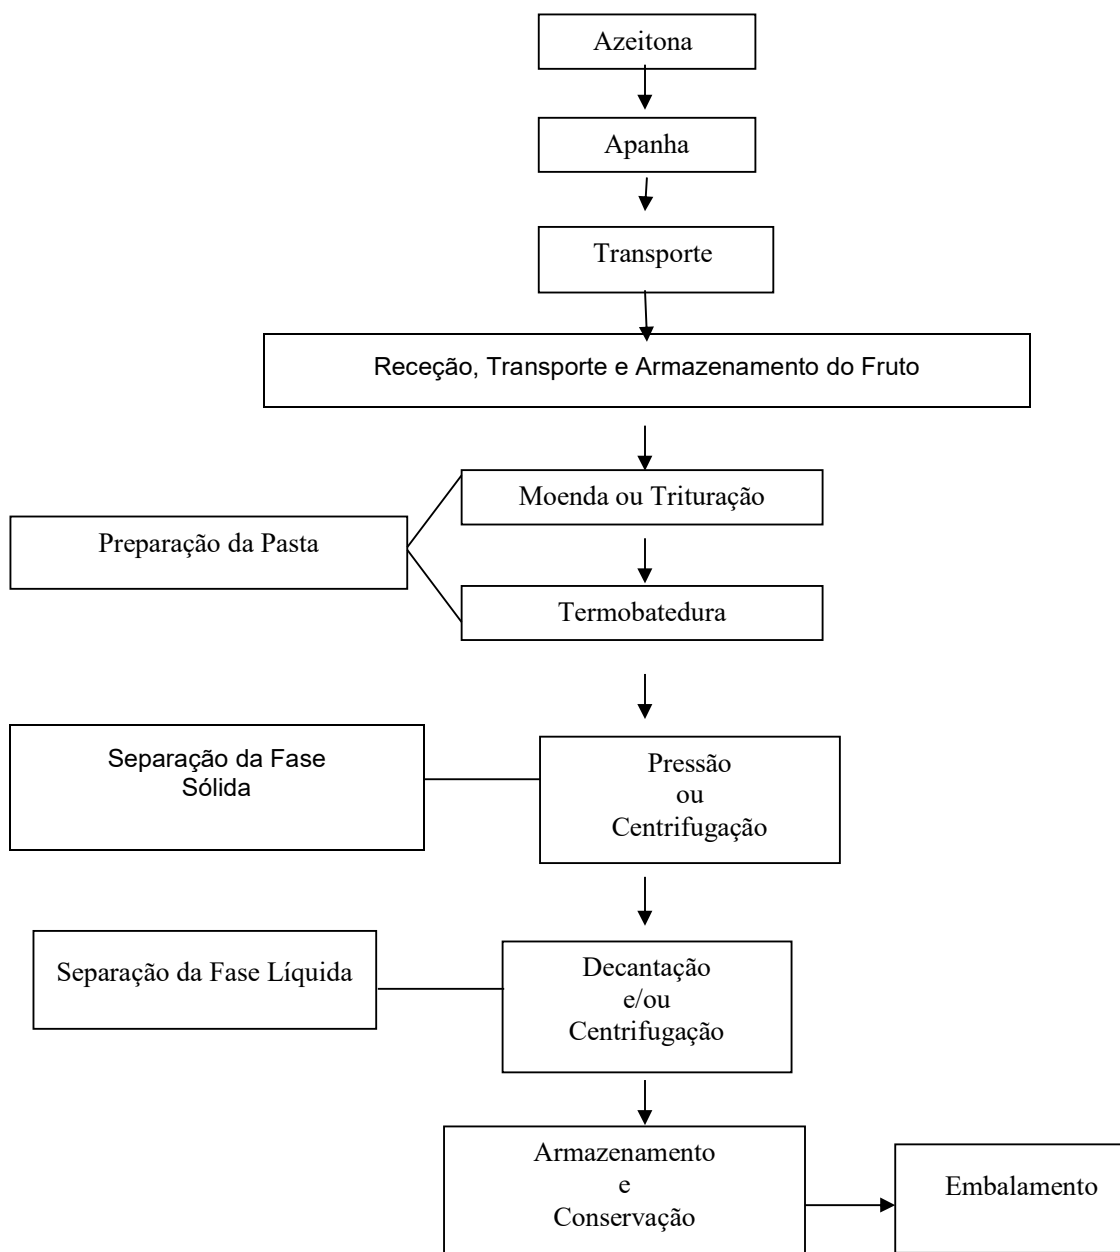 Azeitona
Apanha
Transporte
Receção, Transporte e Armazenamento do Fruto
Moenda ou Trituração
Preparação da Pasta
Termobatedura
Separação da Fase
Sólida
Pressão
ou
Centrifugação
Separação da Fase Líquida
Decantação
e/ou
Centrifugação
Armazenamento
e
Conservação
Embalamento